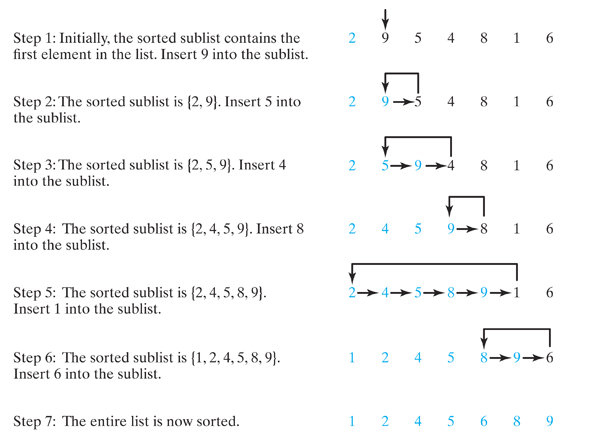 Step 1: Initially, the sorted sublist contains the
first element in the list. Insert 9 into the sublist.
2 9 5 4 8 1 6
Step 2: The sorted sublist is {2, 9}. Insert 5 into
the sublist.
2 9 5 4 8 1 6
Step 3: The sorted sublist is {2, 5, 9}. Insert 4
into the sublist.
2 5 9 4 8 1 6
Step 4: The sorted sublist is {2, 4, 5, 9}. Insert 8
into the sublist.
2 4 5 9 8 1 6
Step 5: The sorted sublist is {2, 4, 5, 8, 9}.
Insert 1 into the sublist.
2 4 5 8 9 1 6
Step 6: The sorted sublist is {1, 2, 4, 5, 8, 9}.
Insert 6 into the sublist.
1 2 4 5 8 9 6
Step 7: The entire list is now sorted.
1 2 4 5 6 8 9